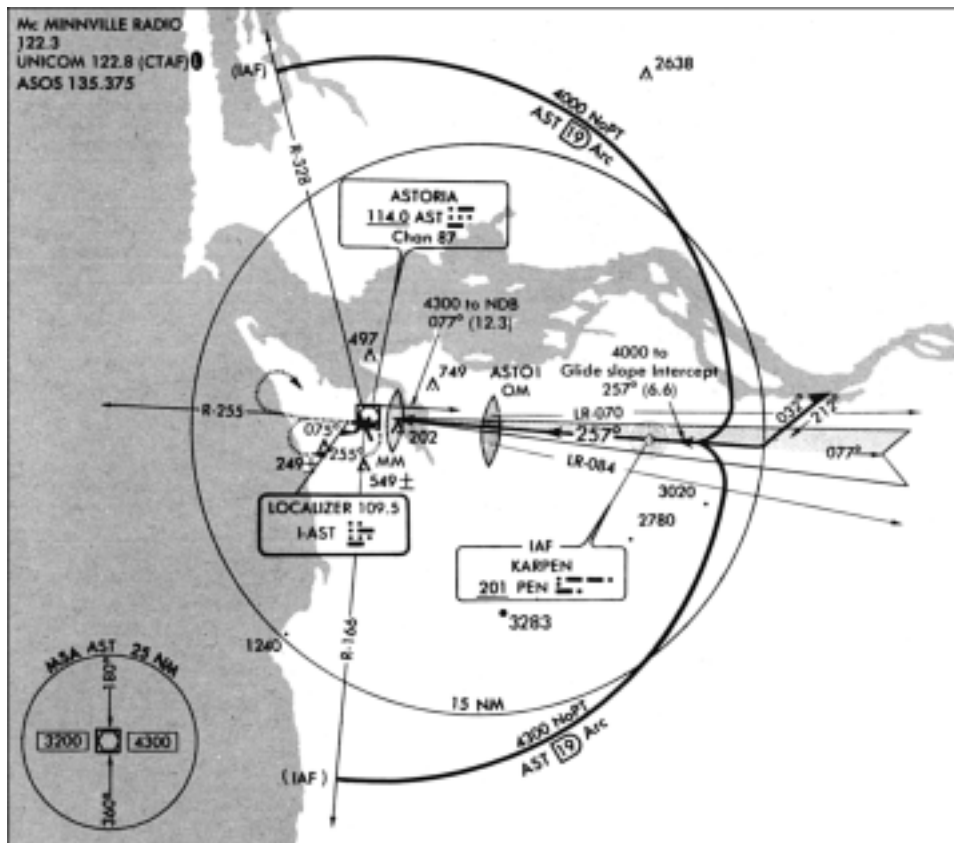 Mc MINNVILLE RADIO
122.3
UNICOM 122.8 (CTAF)
ASOS 135.375
(IAF)
2638
4000 NoPT
AST 19 Arc
R-328
ASTORIA
114.0 AST
Chan 87
4300 to NDB
077° (12.3)
497
749
ASTOI
OM
4000 to
Glide slope Intercept
257° (6.6)
R-255
LR-070
032°
212°
257°
075°
202
077°
249±
255°
MM
LR-084
549±
3020
LOCALIZER 109.5
I-AST
2780
IAF
KARPEN
201 PEN
3283
R-166
1240
MSA AST 25 NM
180°
15 NM
3200
4300
4300 NoPT
AST 19 Arc
(IAF)
360°